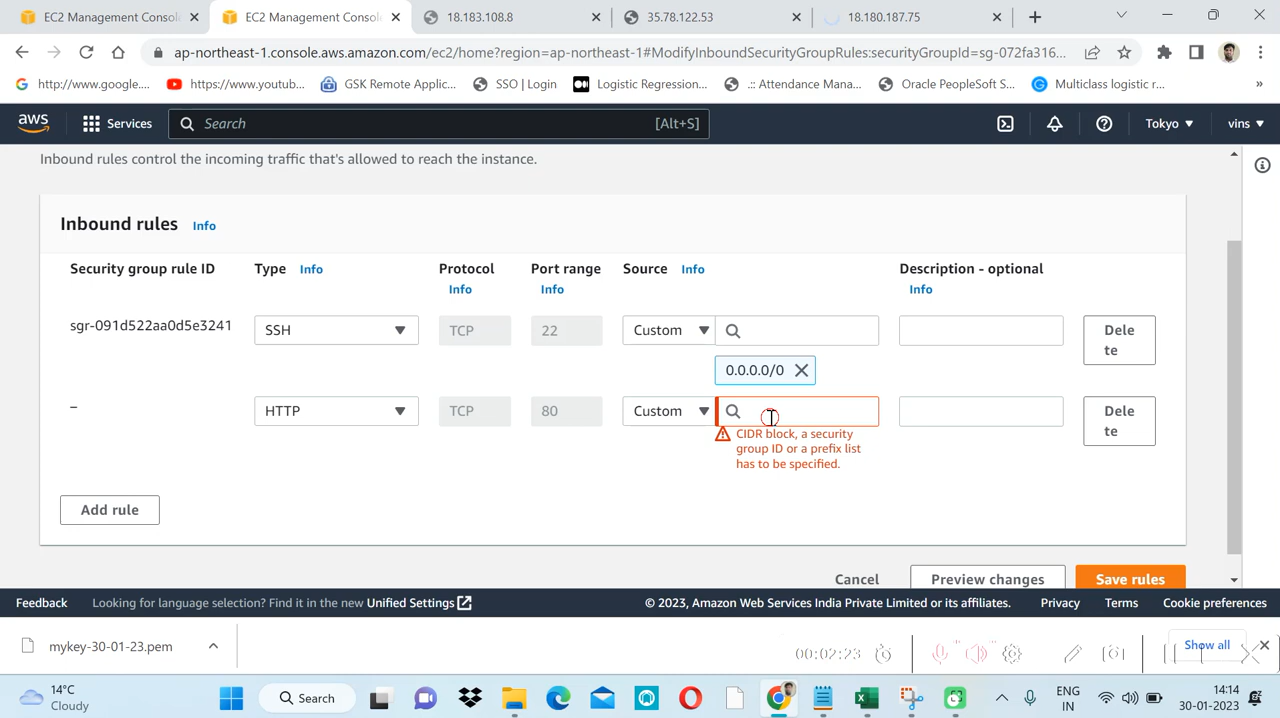 EC2 Management Consol
EC2 Management Consol
18.183.108.8
35.78.122.53
18.180.187.75
ap-northeast-1.console.aws.amazon.com/ec2/home?region=ap-northeast-1#ModifyInboundSecurityGroupRules:securityGroupId=sg-072fa316...
http://www.google....
https://www.youtub...
GSK Remote Applic...
SSO | Login
Logistic Regression...
.:: Attendance Mana...
Oracle PeopleSoft S...
Multiclass logistic r...
»
aws
Services
Search
[Alt+S]
Tokyo
vins
Inbound rules control the incoming traffic that's allowed to reach the instance.
Inbound rules Info
Security group rule ID
Type Info
Protocol
Info
Port range
Info
Source Info
Description - optional
Info
sgr-091d522aa0d5e3241
SSH
TCP
22
Custom
Dele
te
0.0.0.0/0
–
HTTP
TCP
80
Custom
Dele
te
CIDR block, a security
group ID or a prefix list
has to be specified.
Add rule
Cancel
Preview changes
Save rules
Feedback
Looking for language selection? Find it in the new Unified Settings
© 2023, Amazon Web Services India Private Limited or its affiliates.
Privacy
Terms
Cookie preferences
mykey-30-01-23.pem
00:02:23
Show all
14°C
Cloudy
Search
ENG
IN
14:14
30-01-2023